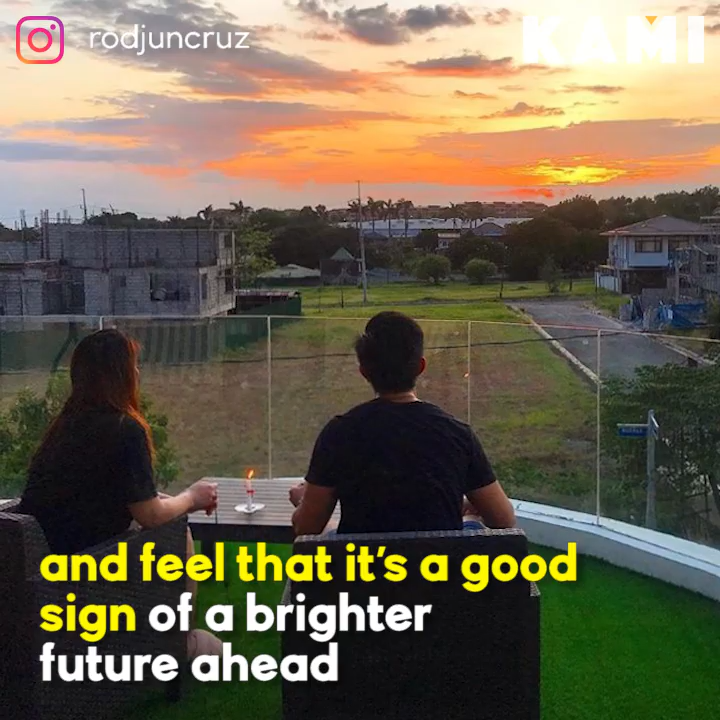 rodjuncruz
KAMI
and feel that it's a good
sign of a brighter
future ahead